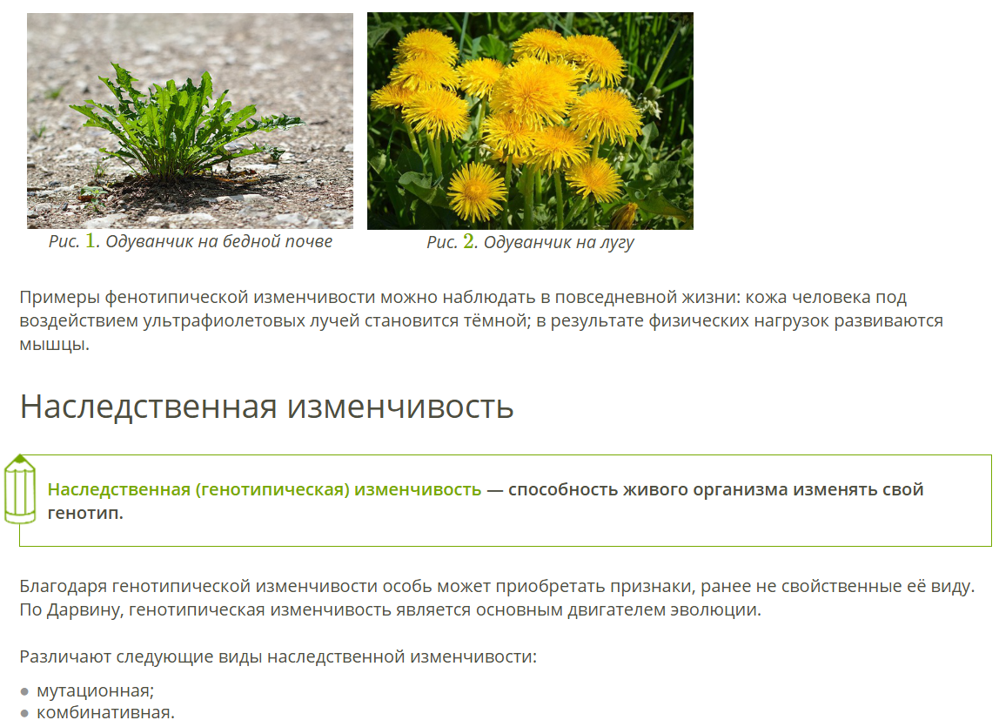 Рис. 1. Одуванчик на бедной почве
Рис. 2. Одуванчик на лугу
Примеры фенотипической изменчивости можно наблюдать в повседневной жизни: кожа человека под
воздействием ультрафиолетовых лучей становится тёмной; в результате физических нагрузок развиваются
мышцы.
Наследственная изменчивость
Наследственная (генотипическая) изменчивость — способность живого организма изменять свой
генотип.
Благодаря генотипической изменчивости особь может приобретать признаки, ранее не свойственные её виду.
По Дарвину, генотипическая изменчивость является основным двигателем эволюции.
Различают следующие виды наследственной изменчивости:
● мутационная;
● комбинативная.